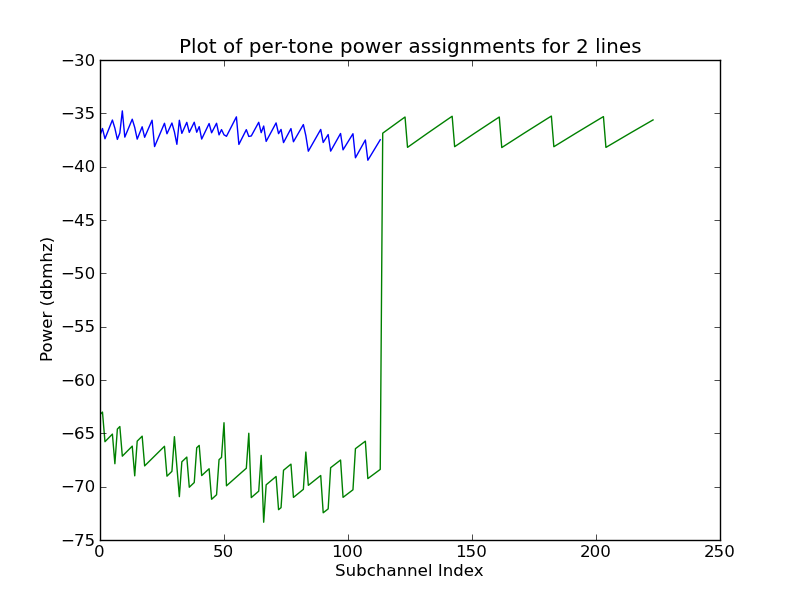 Plot of per-tone power assignments for 2 lines
−30
−35
−40
−45
−50
−55
−60
−65
−70
−75
Power (dbmhz)
0 50 100 150 200 250
Subchannel Index